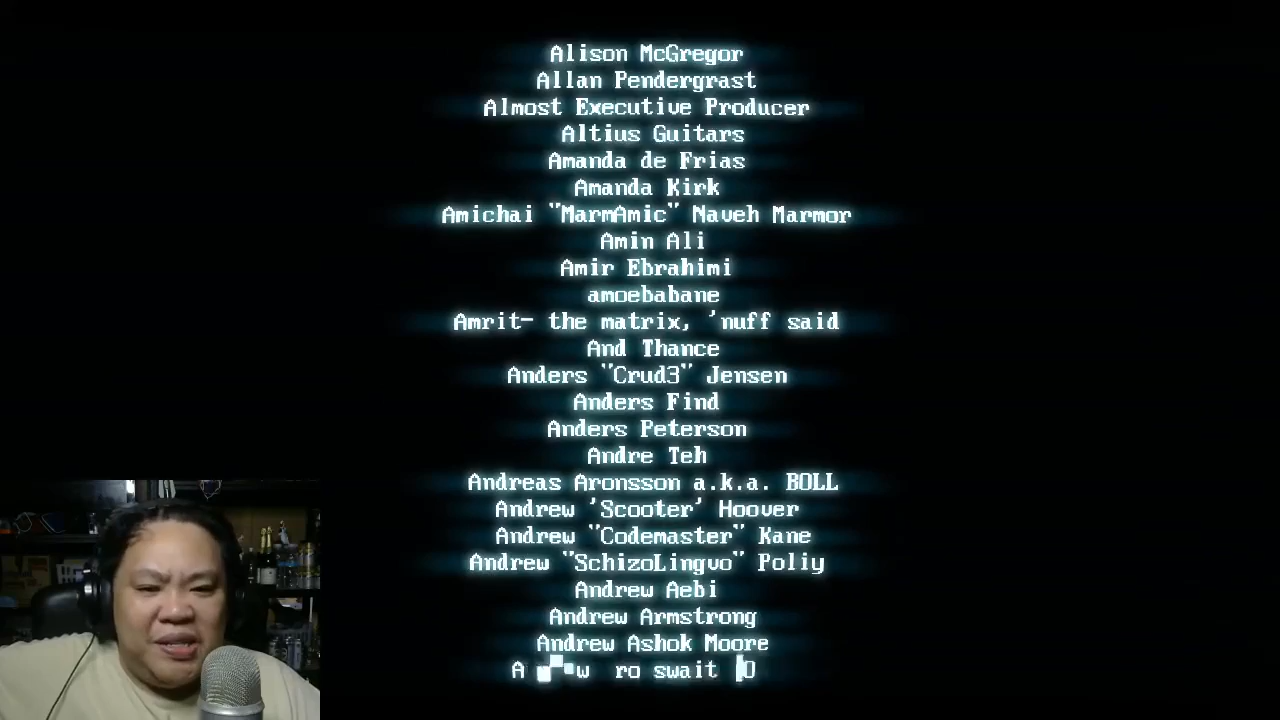 Alison McGregor
Allan Pendergrast
Almost Executive Producer
Altius Guitars
Amanda de Frias
Amanda Kirk
Amichai "MarmAmic" Naveh Marmor
Amin Ali
Amir Ebrahimi
amoebabane
Amrit- the matrix, 'nuff said
And Thance
Anders "Crud3" Jensen
Anders Find
Anders Peterson
Andre Teh
Andreas Aronsson a.k.a. BOLL
Andrew 'Scooter' Hoover
Andrew "Codemaster" Kane
Andrew "SchizoLingvo" Poliy
Andrew Aebi
Andrew Armstrong
Andrew Ashok Moore